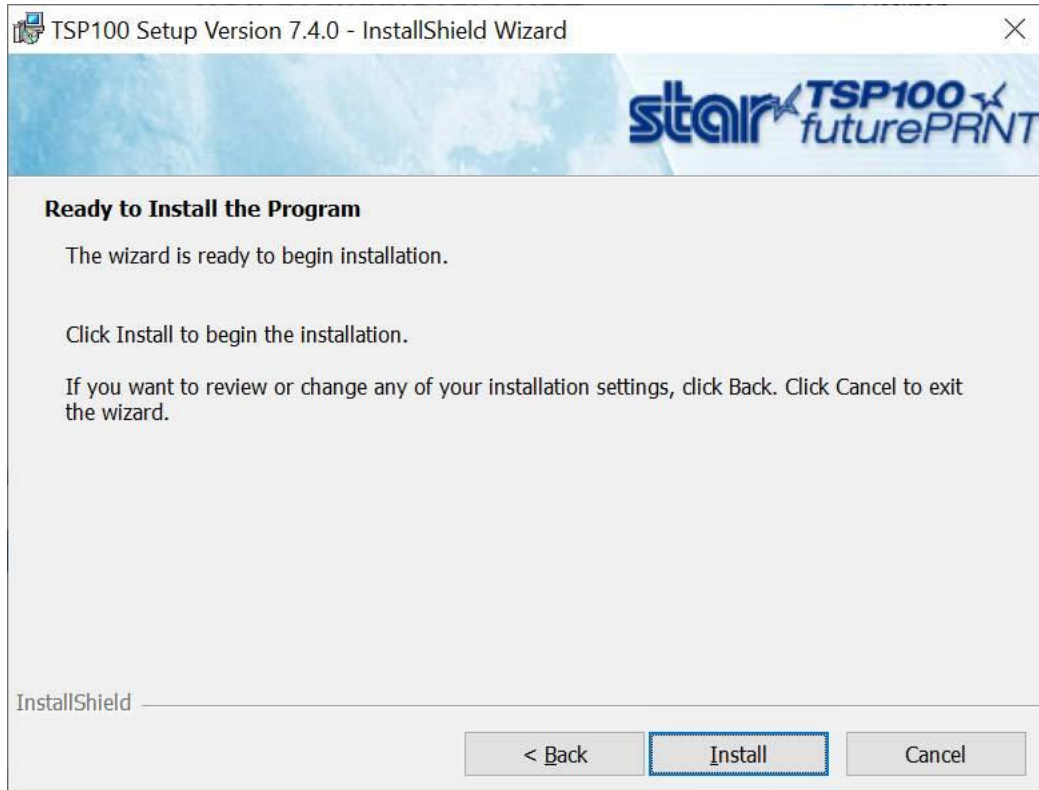 TSP100 Setup Version 7.4.0 - InstallShield Wizard
star TSP100
futurePRNT
Ready to Install the Program
The wizard is ready to begin installation.
Click Install to begin the installation.
If you want to review or change any of your installation settings, click Back. Click Cancel to exit
the wizard.
InstallShield
< Back
Install
Cancel